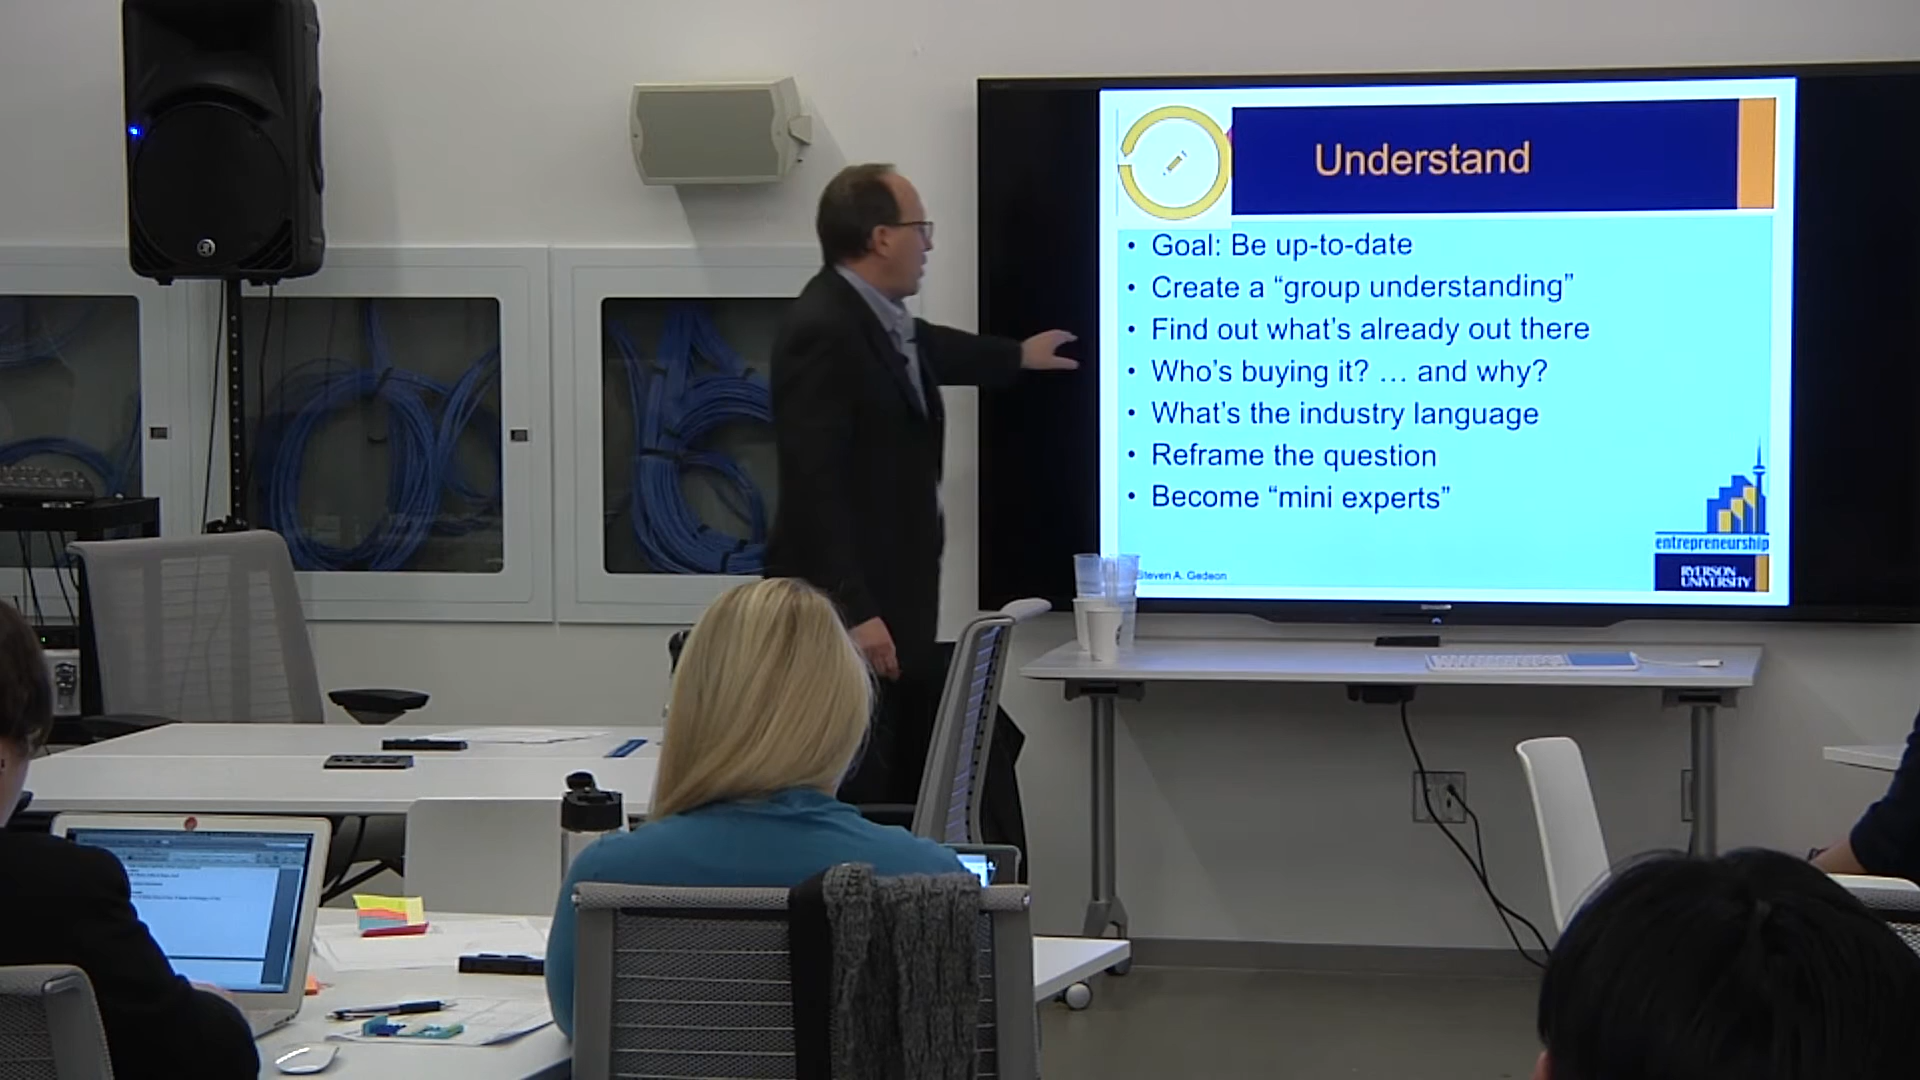 Understand
• Goal: Be up-to-date
• Create a “group understanding”
• Find out what’s already out there
• Who’s buying it? … and why?
• What’s the industry language
• Reframe the question
• Become “mini experts”
entrepreneurship
RYERSON
UNIVERSITY
Steven A. Gedeon